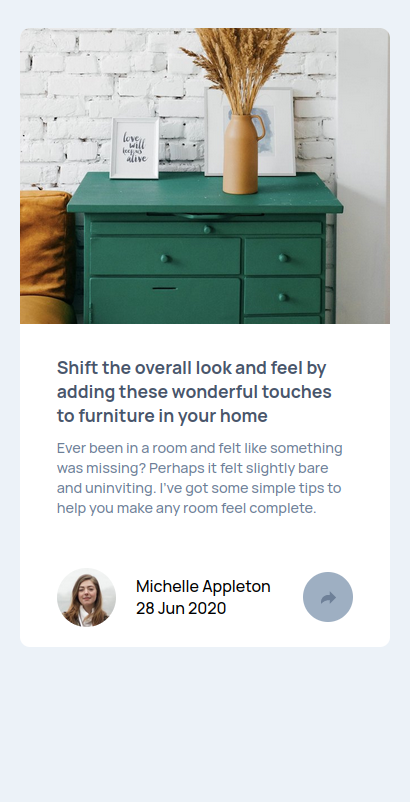 love
will
keep us
alive
Shift the overall look and feel by
adding these wonderful touches
to furniture in your home
Ever been in a room and felt like something
was missing? Perhaps it felt slightly bare
and uninviting. I've got some simple tips to
help you make any room feel complete.
Michelle Appleton
28 Jun 2020